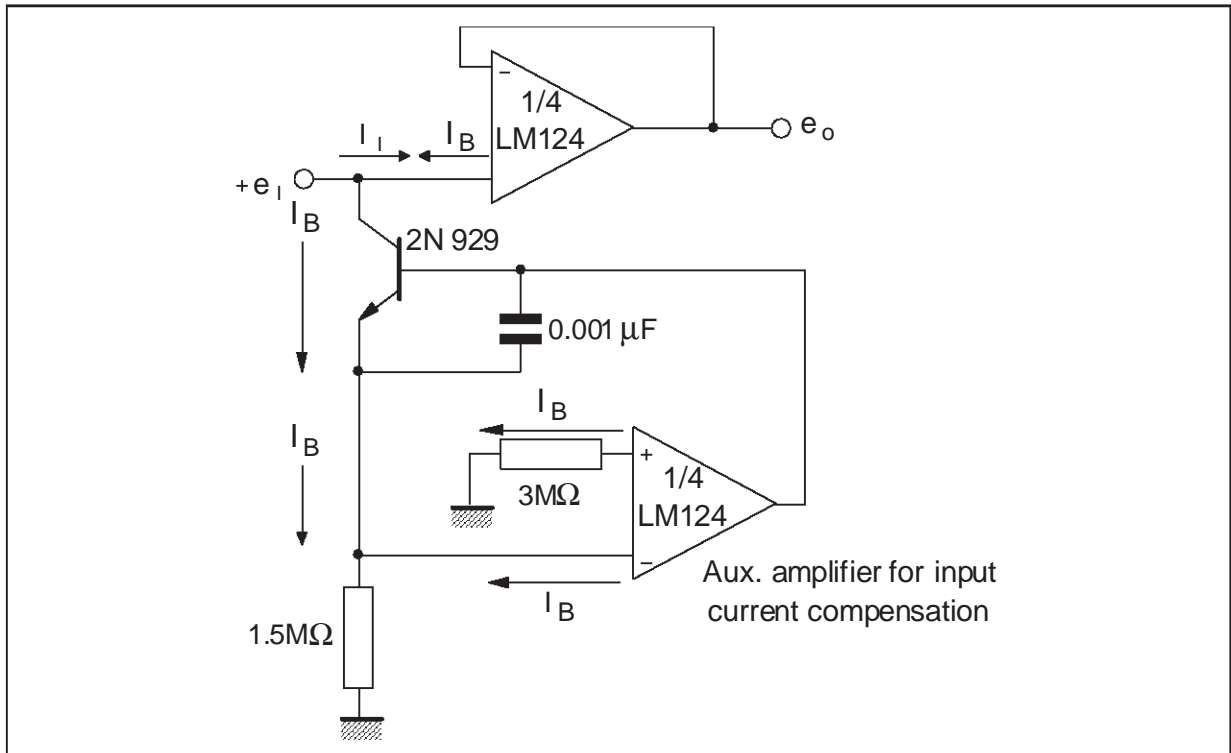 −
1/4
LM124
e o
I I
I B
+e I
I B
2N 929
0.001 µF
I B
I B
+
3MΩ
1/4
LM124
−
I B
Aux. amplifier for input
current compensation
1.5MΩ